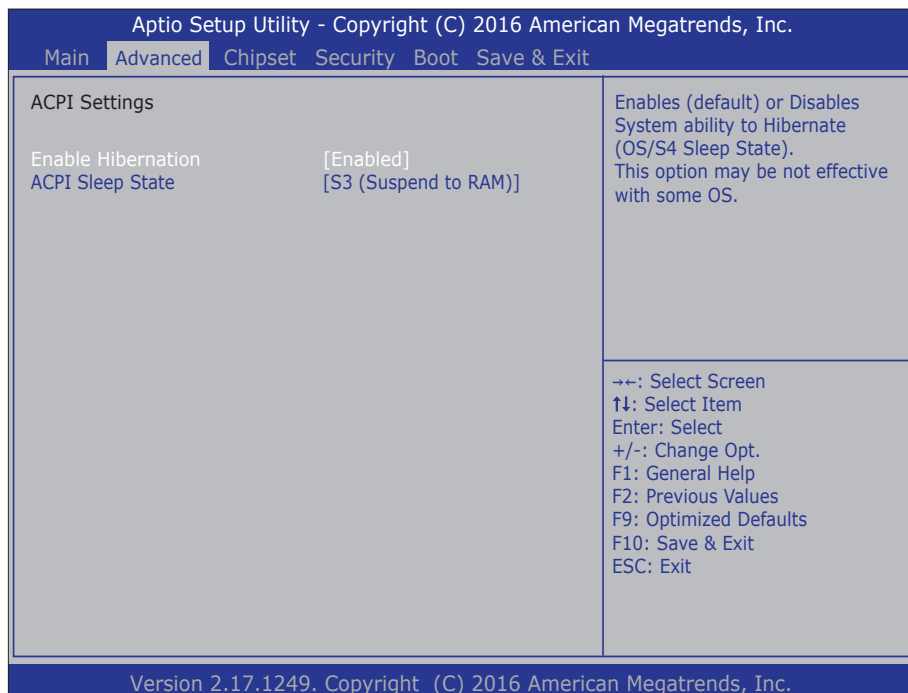 Aptio Setup Utility - Copyright (C) 2016 American Megatrends, Inc.
Main Advanced Chipset Security Boot Save & Exit
ACPI Settings
Enable Hibernation [Enabled]
ACPI Sleep State [S3 (Suspend to RAM)]
Enables (default) or Disables
System ability to Hibernate
(OS/S4 Sleep State).
This option may be not effective
with some OS.
→←: Select Screen
↑↓: Select Item
Enter: Select
+/-: Change Opt.
F1: General Help
F2: Previous Values
F9: Optimized Defaults
F10: Save & Exit
ESC: Exit
Version 2.17.1249. Copyright (C) 2016 American Megatrends, Inc.